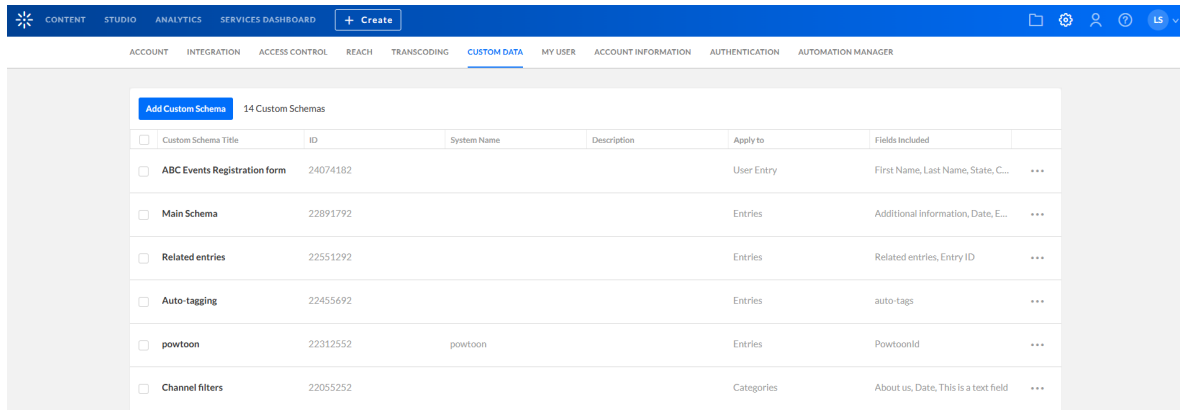 CONTENT STUDIO ANALYTICS SERVICES DASHBOARD + Create LS
ACCOUNT INTEGRATION ACCESS CONTROL REACH TRANSCODING CUSTOM DATA MY USER ACCOUNT INFORMATION AUTHENTICATION AUTOMATION MANAGER
Add Custom Schema 14 Custom Schemas
Custom Schema Title ID System Name Description Apply to Fields Included
ABC Events Registration form 24074182 User Entry First Name, Last Name, State, C...
Main Schema 22891792 Entries Additional information, Date, E...
Related entries 22551292 Entries Related entries, Entry ID
Auto-tagging 22455692 Entries auto-tags
powtoon 22312552 powtoon Entries PowtoonId
Channel filters 22055252 Categories About us, Date, This is a text field